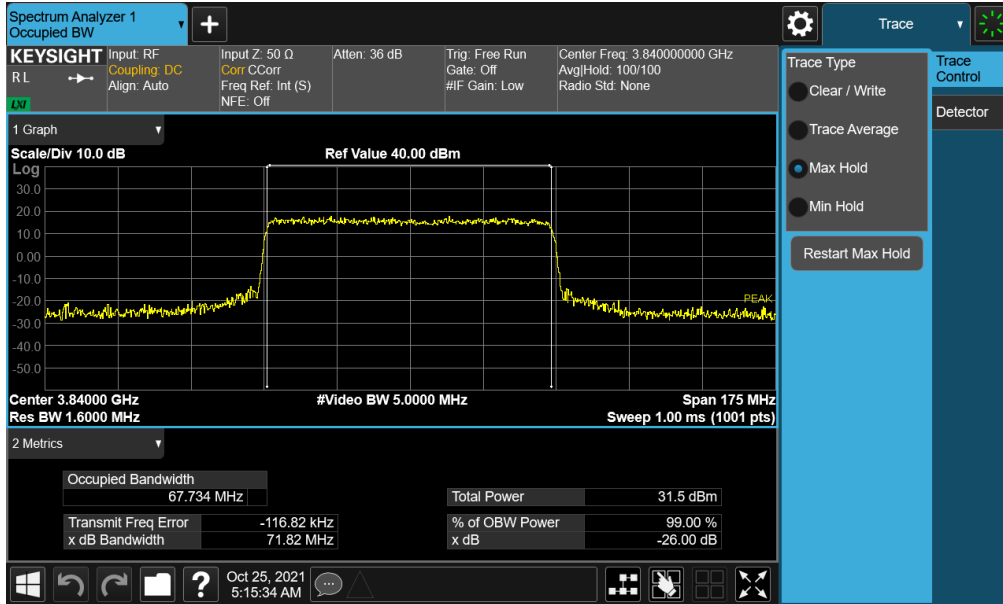 Spectrum Analyzer 1
Occupied BW
Trace
KEYSIGHT
R L
LXI
Input: RF
Coupling: DC
Align: Auto
Input Z: 50 Ω
Corr CCorr
Freq Ref: Int (S)
NFE: Off
Atten: 36 dB
Trig: Free Run
Gate: Off
#IF Gain: Low
Center Freq: 3.840000000 GHz
Avg|Hold: 100/100
Radio Std: None
Trace Type
Clear / Write
Trace Average
Max Hold
Min Hold
Restart Max Hold
Trace
Control
Detector
1 Graph
Scale/Div 10.0 dB
Ref Value 40.00 dBm
Log
30.0
20.0
10.0
0.00
-10.0
-20.0
-30.0
-40.0
-50.0
PEAK
Center 3.84000 GHz
#Video BW 5.0000 MHz
Span 175 MHz
Res BW 1.6000 MHz
Sweep 1.00 ms (1001 pts)
2 Metrics
Occupied Bandwidth
67.734 MHz
Total Power 31.5 dBm
Transmit Freq Error -116.82 kHz
% of OBW Power 99.00 %
x dB Bandwidth 71.82 MHz
x dB -26.00 dB
?
Oct 25, 2021
5:15:34 AM